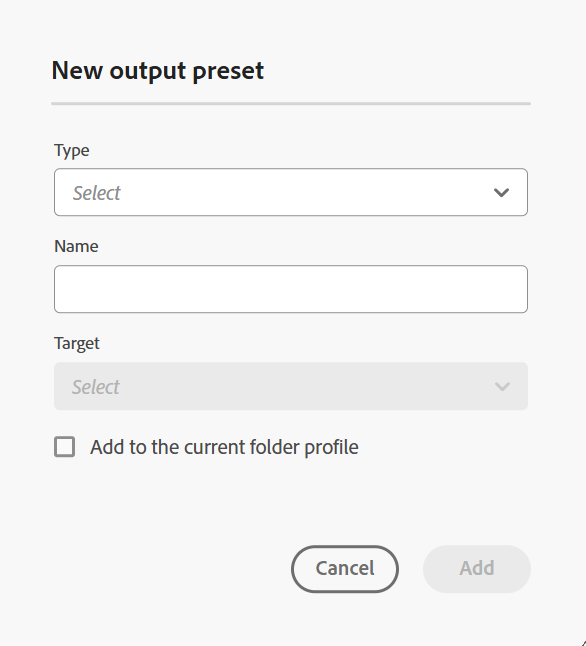 New output preset
Type
Select
Name
Target
Select
Add to the current folder profile
Cancel
Add